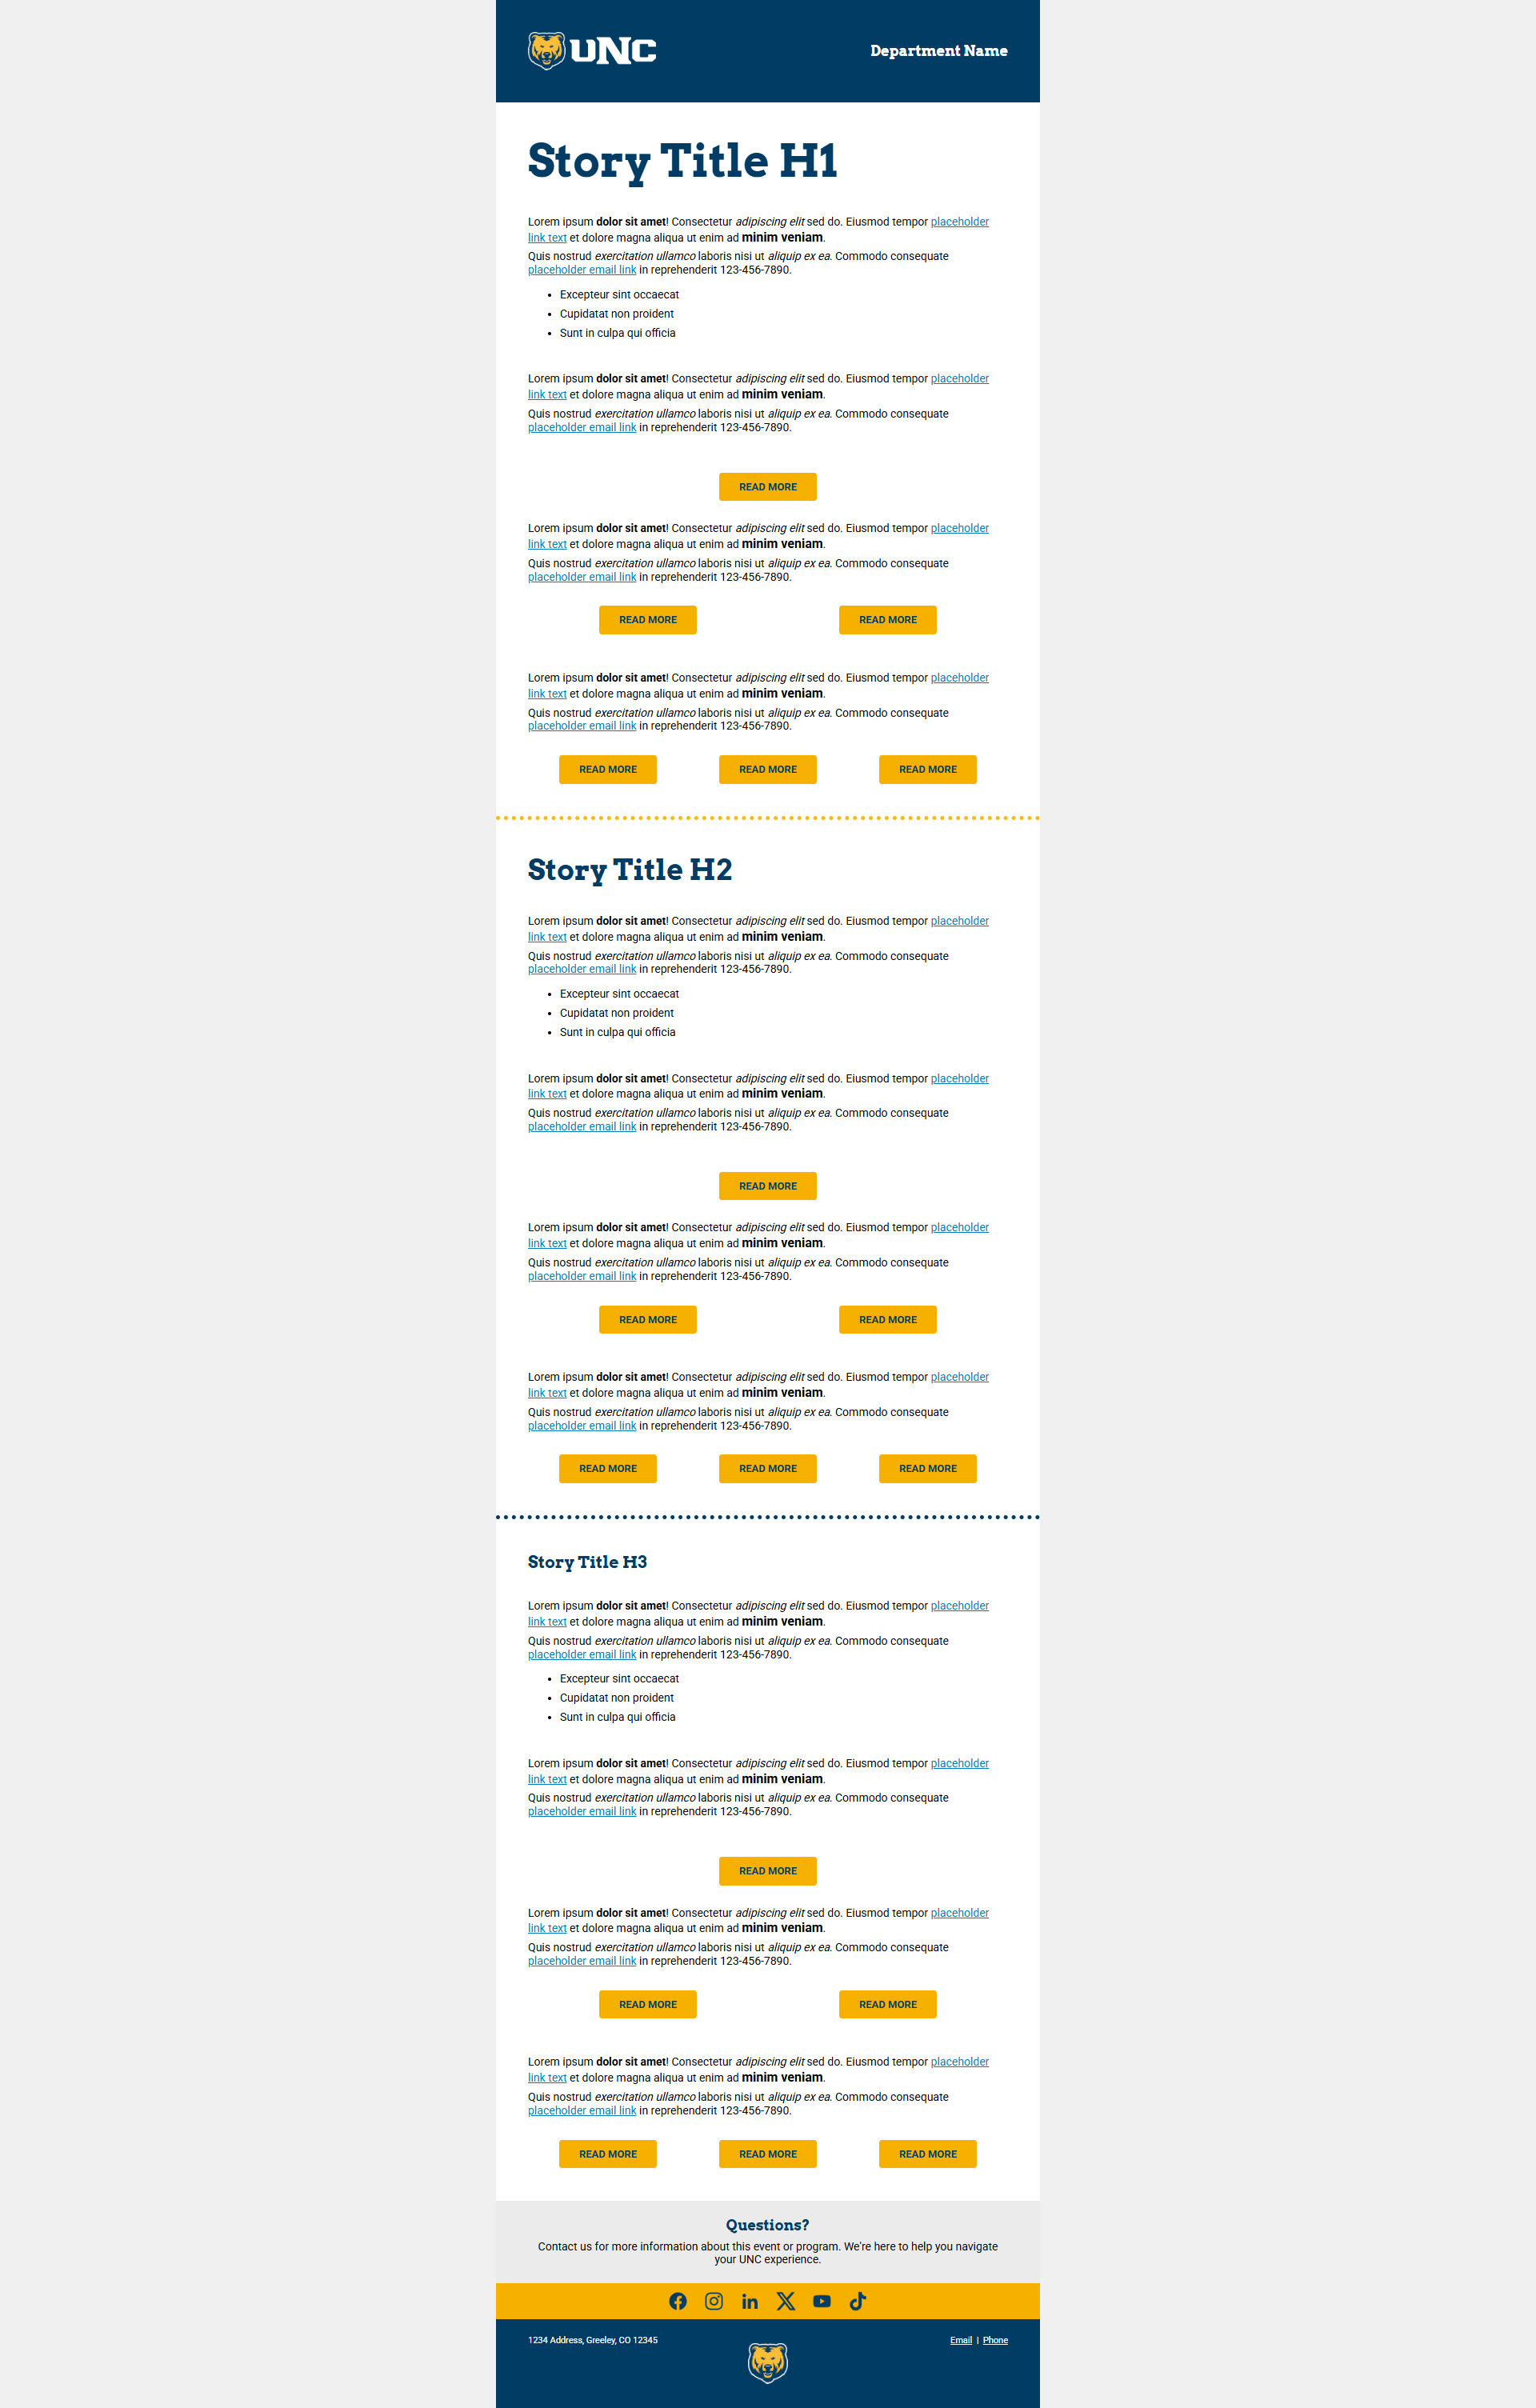 UNC
Department Name
Story Title H1
Lorem ipsum dolor sit amet! Consectetur adipiscing elit sed do. Eiusmod tempor placeholder
link text et dolore magna aliqua ut enim ad minim veniam.
Quis nostrud exercitation ullamco laboris nisi ut aliquip ex ea. Commodo consequate
placeholder email link in reprehenderit 123-456-7890.
• Excepteur sint occaecat
• Cupidatat non proident
• Sunt in culpa qui officia
Lorem ipsum dolor sit amet! Consectetur adipiscing elit sed do. Eiusmod tempor placeholder
link text et dolore magna aliqua ut enim ad minim veniam.
Quis nostrud exercitation ullamco laboris nisi ut aliquip ex ea. Commodo consequate
placeholder email link in reprehenderit 123-456-7890.
READ MORE
Lorem ipsum dolor sit amet! Consectetur adipiscing elit sed do. Eiusmod tempor placeholder
link text et dolore magna aliqua ut enim ad minim veniam.
Quis nostrud exercitation ullamco laboris nisi ut aliquip ex ea. Commodo consequate
placeholder email link in reprehenderit 123-456-7890.
READ MORE READ MORE
Lorem ipsum dolor sit amet! Consectetur adipiscing elit sed do. Eiusmod tempor placeholder
link text et dolore magna aliqua ut enim ad minim veniam.
Quis nostrud exercitation ullamco laboris nisi ut aliquip ex ea. Commodo consequate
placeholder email link in reprehenderit 123-456-7890.
READ MORE READ MORE READ MORE
Story Title H2
Lorem ipsum dolor sit amet! Consectetur adipiscing elit sed do. Eiusmod tempor placeholder
link text et dolore magna aliqua ut enim ad minim veniam.
Quis nostrud exercitation ullamco laboris nisi ut aliquip ex ea. Commodo consequate
placeholder email link in reprehenderit 123-456-7890.
• Excepteur sint occaecat
• Cupidatat non proident
• Sunt in culpa qui officia
Lorem ipsum dolor sit amet! Consectetur adipiscing elit sed do. Eiusmod tempor placeholder
link text et dolore magna aliqua ut enim ad minim veniam.
Quis nostrud exercitation ullamco laboris nisi ut aliquip ex ea. Commodo consequate
placeholder email link in reprehenderit 123-456-7890.
READ MORE
Lorem ipsum dolor sit amet! Consectetur adipiscing elit sed do. Eiusmod tempor placeholder
link text et dolore magna aliqua ut enim ad minim veniam.
Quis nostrud exercitation ullamco laboris nisi ut aliquip ex ea. Commodo consequate
placeholder email link in reprehenderit 123-456-7890.
READ MORE READ MORE
Lorem ipsum dolor sit amet! Consectetur adipiscing elit sed do. Eiusmod tempor placeholder
link text et dolore magna aliqua ut enim ad minim veniam.
Quis nostrud exercitation ullamco laboris nisi ut aliquip ex ea. Commodo consequate
placeholder email link in reprehenderit 123-456-7890.
READ MORE READ MORE READ MORE
Story Title H3
Lorem ipsum dolor sit amet! Consectetur adipiscing elit sed do. Eiusmod tempor placeholder
link text et dolore magna aliqua ut enim ad minim veniam.
Quis nostrud exercitation ullamco laboris nisi ut aliquip ex ea. Commodo consequate
placeholder email link in reprehenderit 123-456-7890.
• Excepteur sint occaecat
• Cupidatat non proident
• Sunt in culpa qui officia
Lorem ipsum dolor sit amet! Consectetur adipiscing elit sed do. Eiusmod tempor placeholder
link text et dolore magna aliqua ut enim ad minim veniam.
Quis nostrud exercitation ullamco laboris nisi ut aliquip ex ea. Commodo consequate
placeholder email link in reprehenderit 123-456-7890.
READ MORE
Lorem ipsum dolor sit amet! Consectetur adipiscing elit sed do. Eiusmod tempor placeholder
link text et dolore magna aliqua ut enim ad minim veniam.
Quis nostrud exercitation ullamco laboris nisi ut aliquip ex ea. Commodo consequate
placeholder email link in reprehenderit 123-456-7890.
READ MORE READ MORE
Lorem ipsum dolor sit amet! Consectetur adipiscing elit sed do. Eiusmod tempor placeholder
link text et dolore magna aliqua ut enim ad minim veniam.
Quis nostrud exercitation ullamco laboris nisi ut aliquip ex ea. Commodo consequate
placeholder email link in reprehenderit 123-456-7890.
READ MORE READ MORE READ MORE
Questions?
Contact us for more information about this event or program. We're here to help you navigate
your UNC experience.
1234 Address, Greeley, CO 12345
Email | Phone